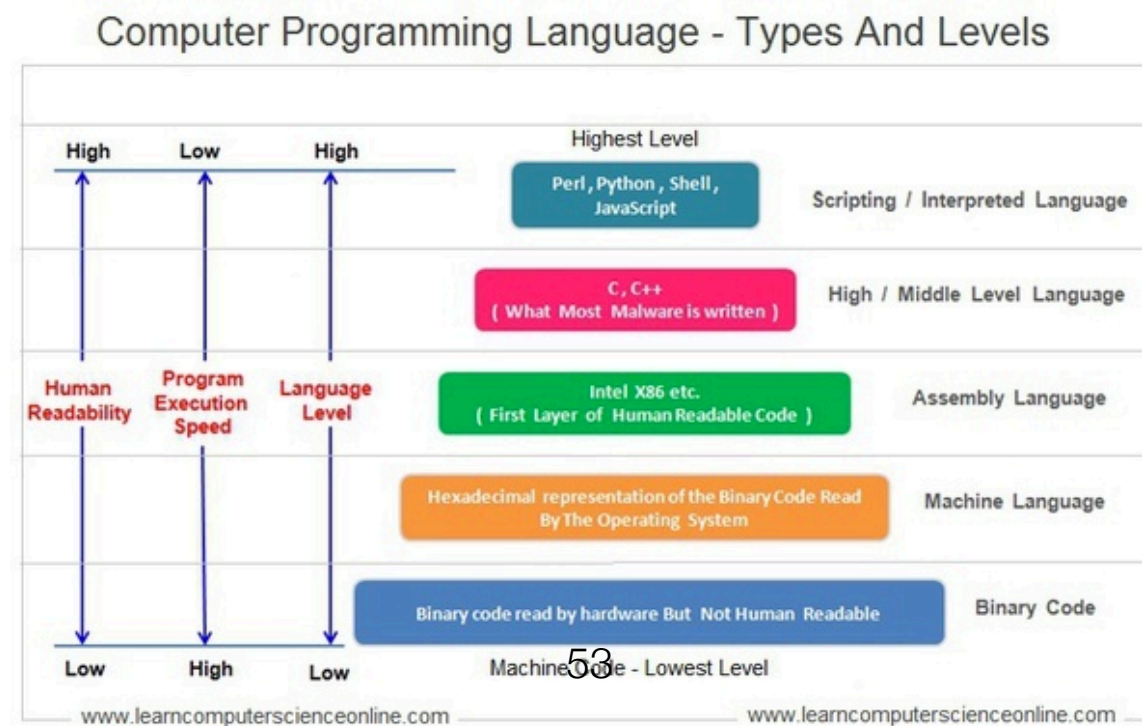 Computer Programming Language - Types And Levels
High Low High
Highest Level
Perl , Python , Shell ,
JavaScript
Scripting / Interpreted Language
C , C++
( What Most Malware is written )
High / Middle Level Language
Human
Readability
Program
Execution
Speed
Language
Level
Intel X86 etc.
( First Layer of Human Readable Code )
Assembly Language
Hexadecimal representation of the Binary Code Read
By The Operating System
Machine Language
Binary code read by hardware But Not Human Readable
Binary Code
Low High Low
Machine Code - Lowest Level
53
www.learncomputerscienceonline.com
www.learncomputerscienceonline.com